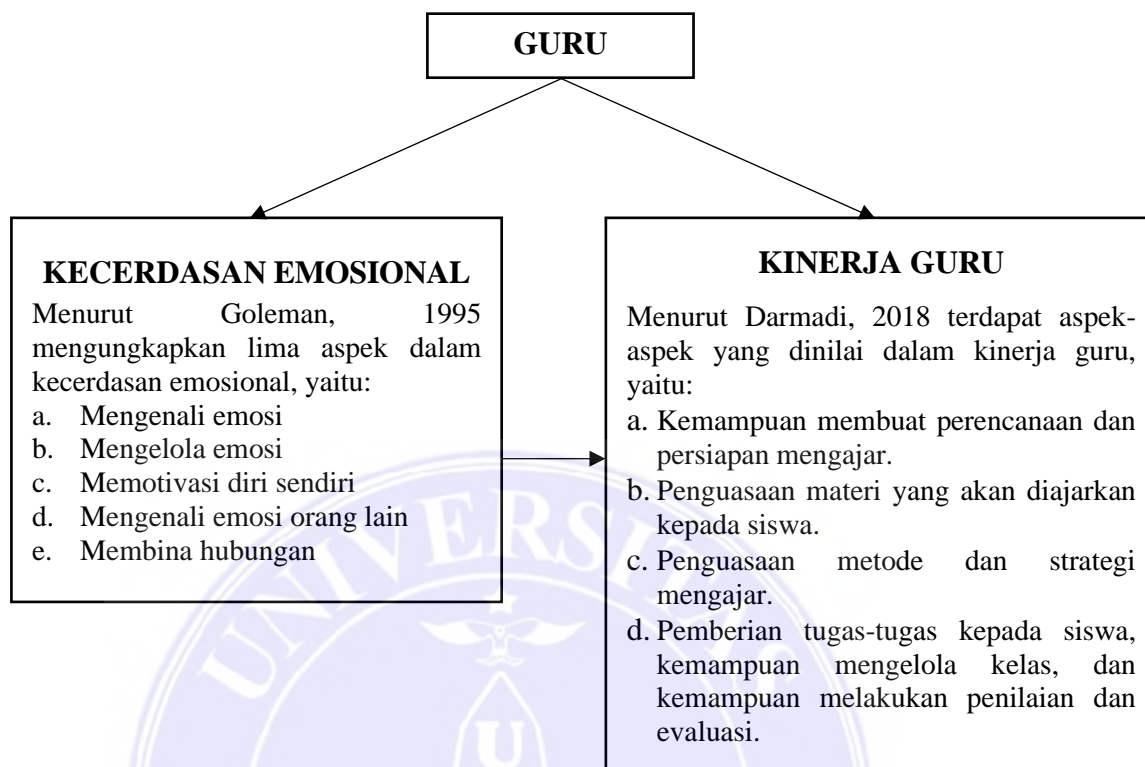 GURU
KECERDASAN EMOSIONAL
Menurut Goleman, 1995
mengungkapkan lima aspek dalam
kecerdasan emosional, yaitu:
a. Mengenali emosi
b. Mengelola emosi
c. Memotivasi diri sendiri
d. Mengenali emosi orang lain
e. Membina hubungan
KINERJA GURU
Menurut Darmadi, 2018 terdapat aspek-
aspek yang dinilai dalam kinerja guru,
yaitu:
a. Kemampuan membuat perencanaan dan
persiapan mengajar.
b. Penguasaan materi yang akan diajarkan
kepada siswa.
c. Penguasaan metode dan strategi
mengajar.
d. Pemberian tugas-tugas kepada siswa,
kemampuan mengelola kelas, dan
kemampuan melakukan penilaian dan
evaluasi.
UNIVERSITAS
U